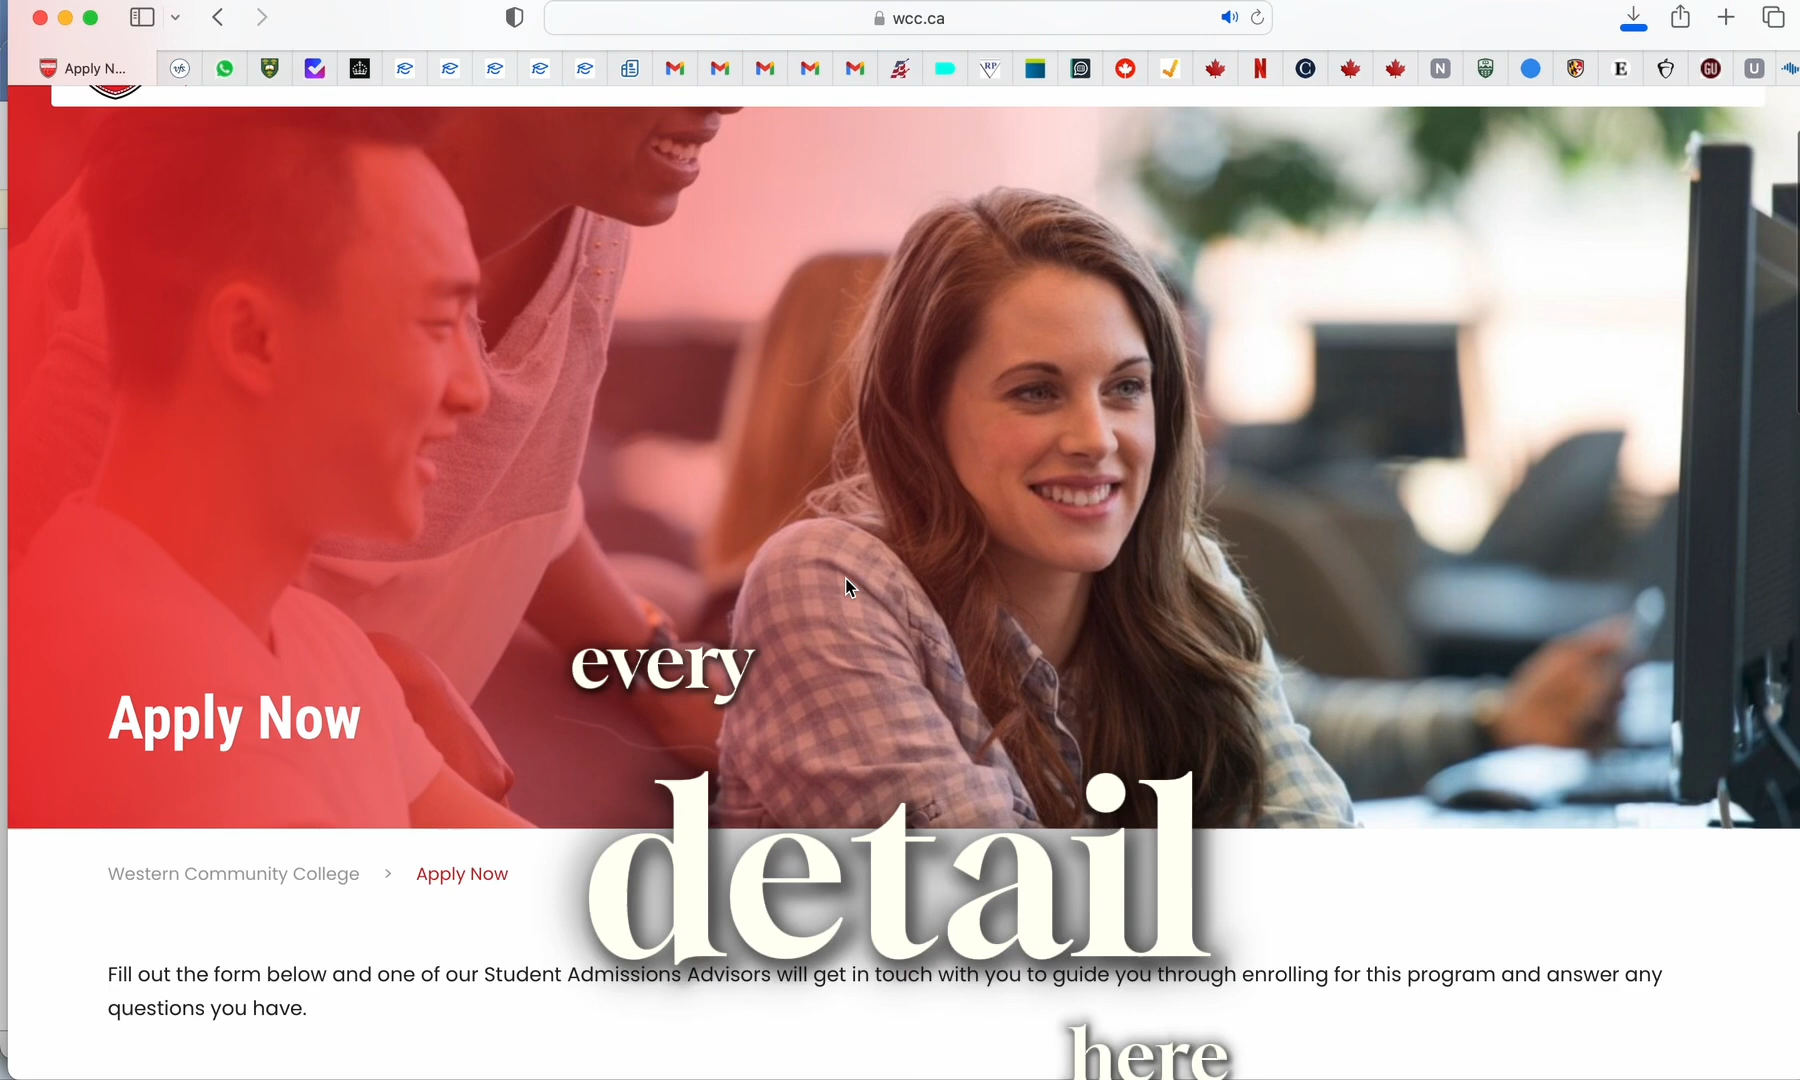 wcc.ca
Apply N...
every
Apply Now
detail
Western Community College > Apply Now
Fill out the form below and one of our Student Admissions Advisors will get in touch with you to guide you through enrolling for this program and answer any
questions you have.
here